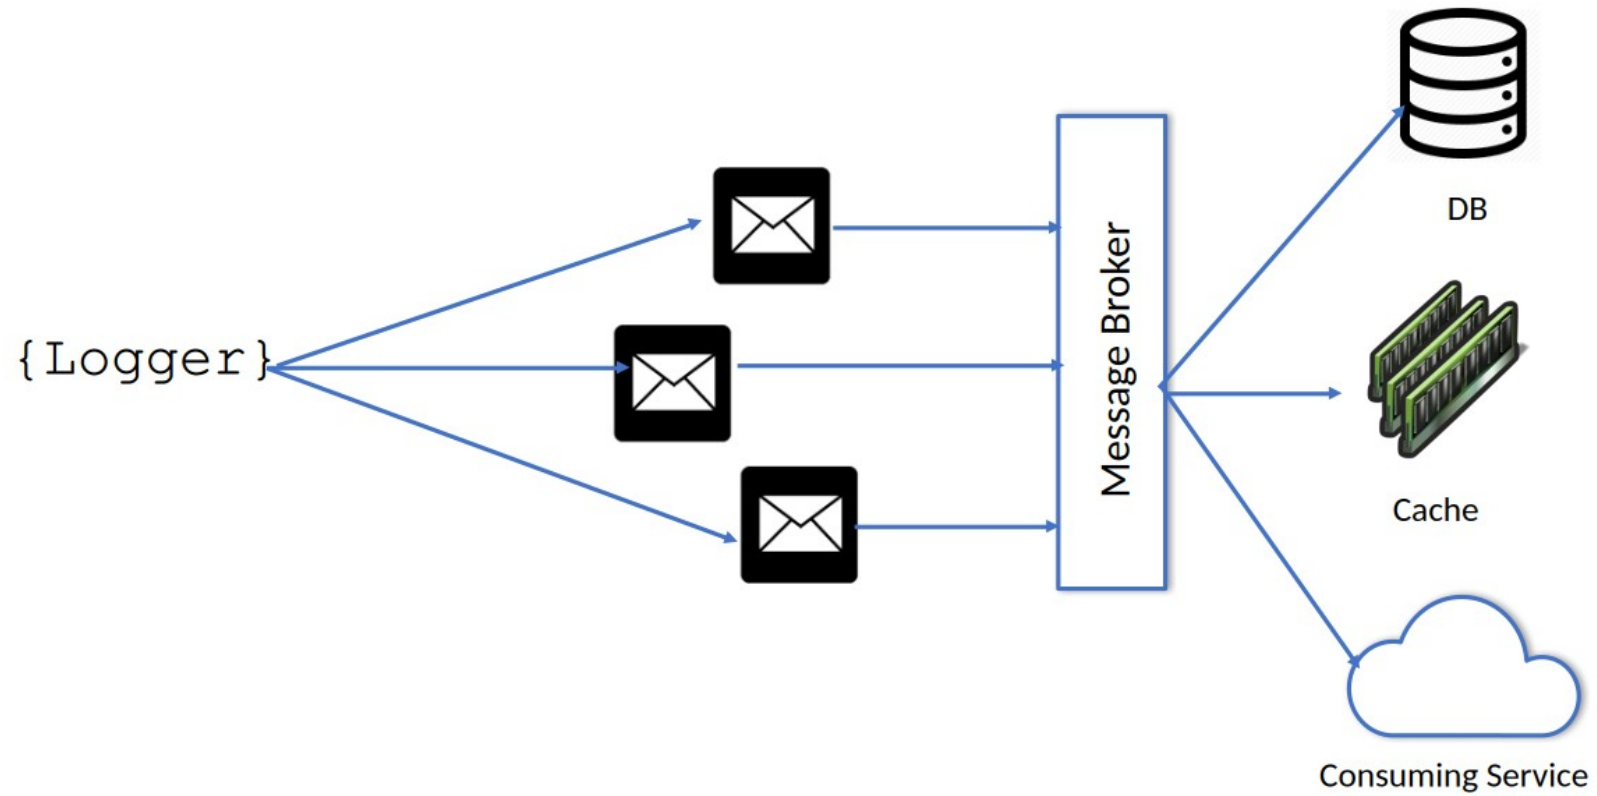 {Logger}
Message Broker
DB
Cache
Consuming Service